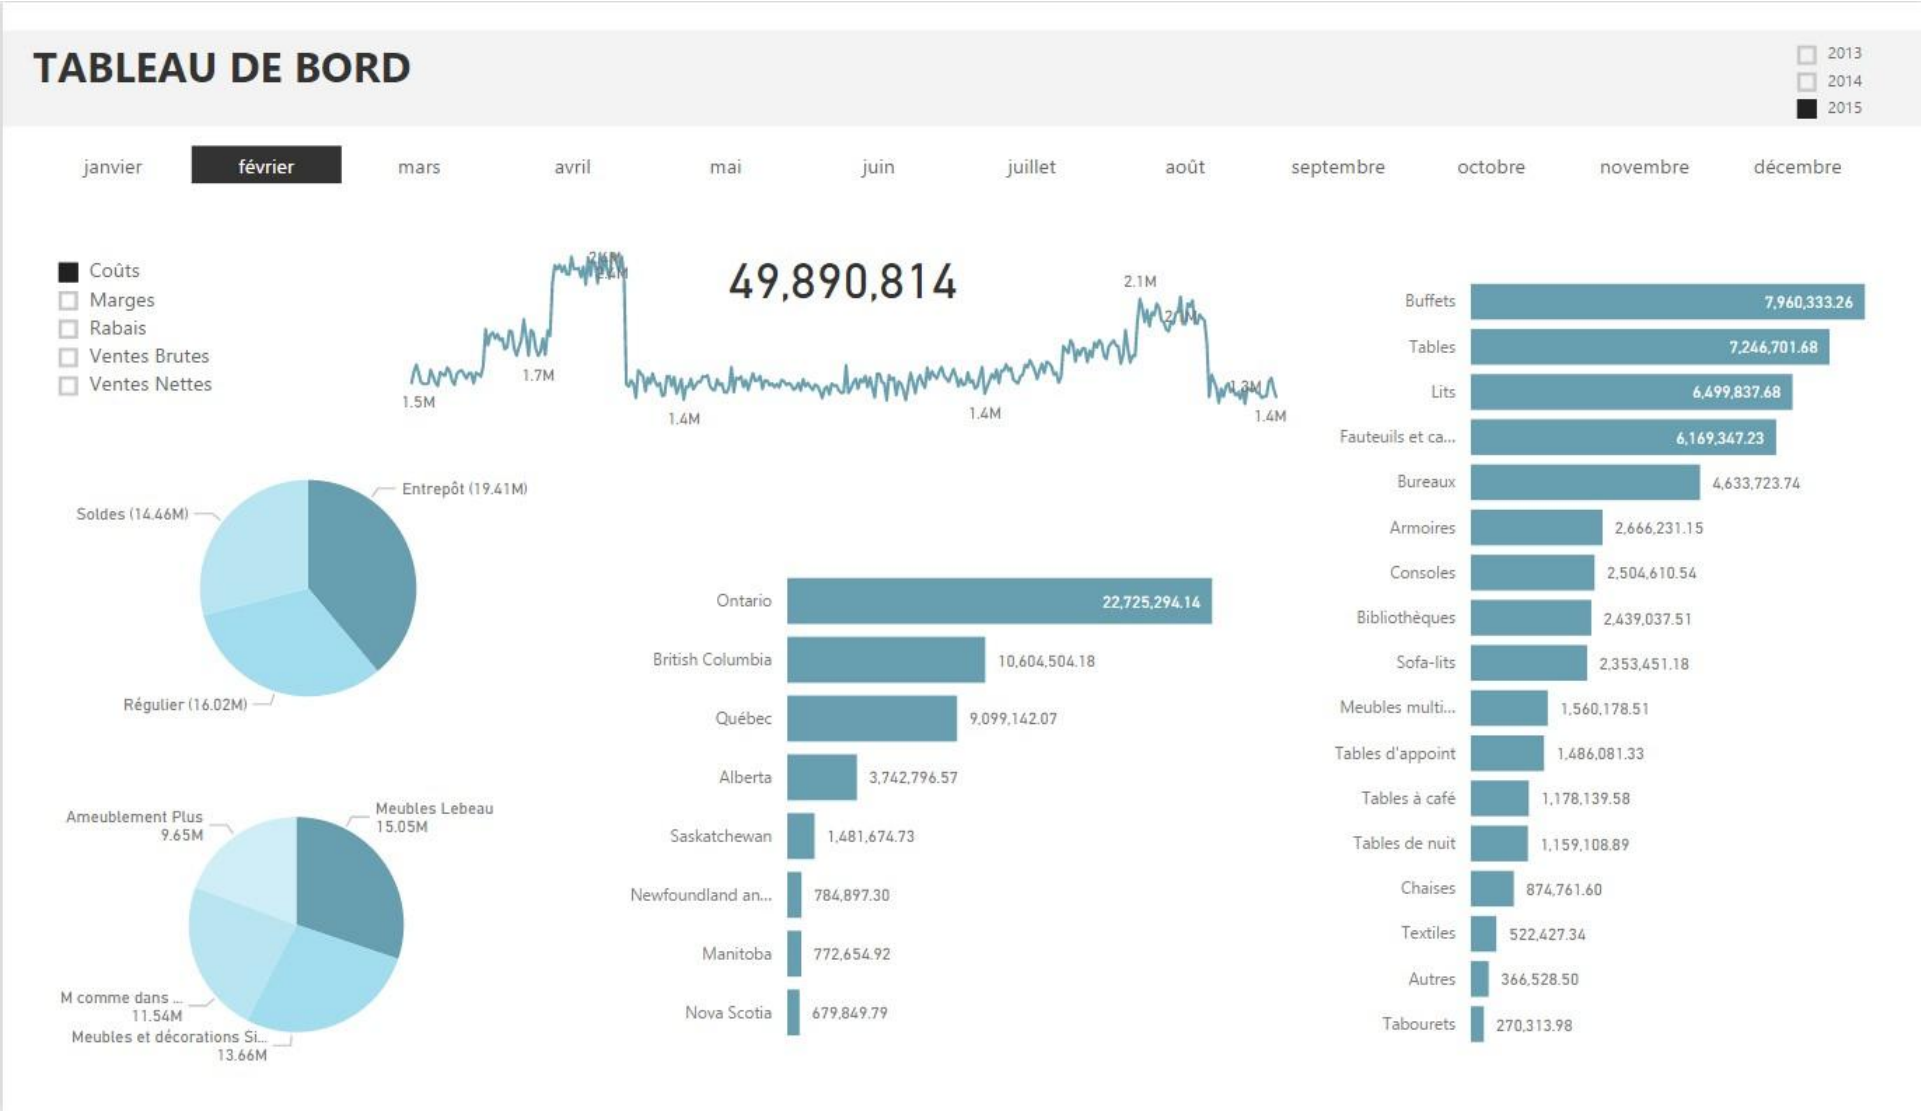 TABLEAU DE BORD
2013
2014
2015
janvier février mars avril mai juin juillet août septembre octobre novembre décembre
Coûts
Marges
Rabais
Ventes Brutes
Ventes Nettes
49,890,814
2.4M
2.1M
1.7M
1.5M
1.4M
1.4M
1.3M
1.4M
Entrepôt (19.41M)
Soldes (14.46M)
Régulier (16.02M)
Meubles Lebeau
15.05M
Ameublement Plus
9.65M
M comme dans ...
11.54M
Meubles et décorations Si...
13.66M
Ontario 22,725,294.14
British Columbia 10,604,504.18
Québec 9,099,142.07
Alberta 3,742,796.57
Saskatchewan 1,481,674.73
Newfoundland an... 784,897.30
Manitoba 772,654.92
Nova Scotia 679,849.79
Buffets 7,960,333.26
Tables 7,246,701.68
Lits 6,499,837.68
Fauteuils et ca... 6,169,347.23
Bureaux 4,633,723.74
Armoires 2,666,231.15
Consoles 2,504,610.54
Bibliothèques 2,439,037.51
Sofa-lits 2,353,451.18
Meubles multi... 1,560,178.51
Tables d'appoint 1,486,081.33
Tables à café 1,178,139.58
Tables de nuit 1,159,108.89
Chaises 874,761.60
Textiles 522,427.34
Autres 366,528.50
Tabourets 270,313.98